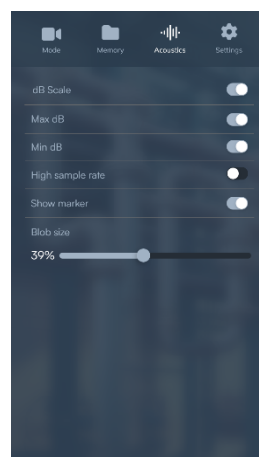 Mode Memory Acoustics Settings
dB Scale
Max dB
Min dB
High sample rate
Show marker
Blob size
39%